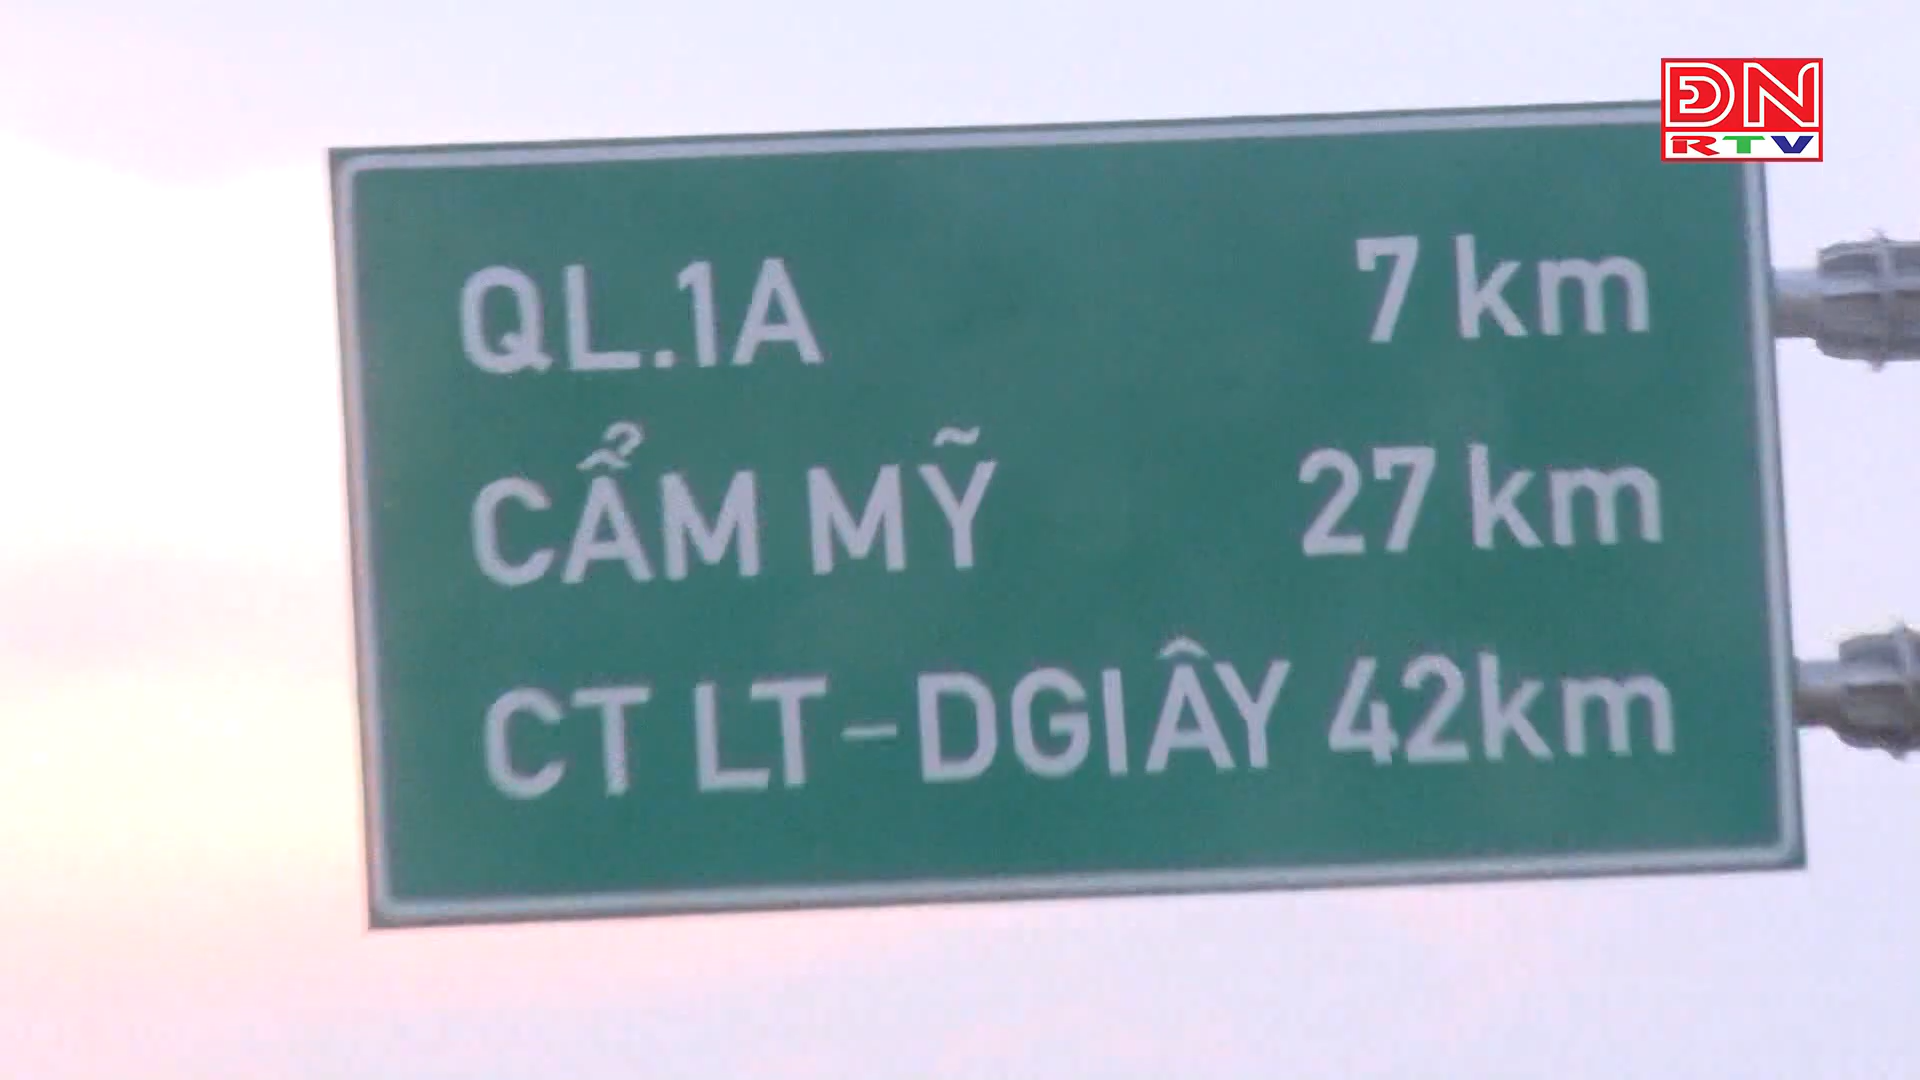 ĐN
RTV
QL.1A 7 km
CẨM MỸ 27 km
CT LT-DGIÂY 42km